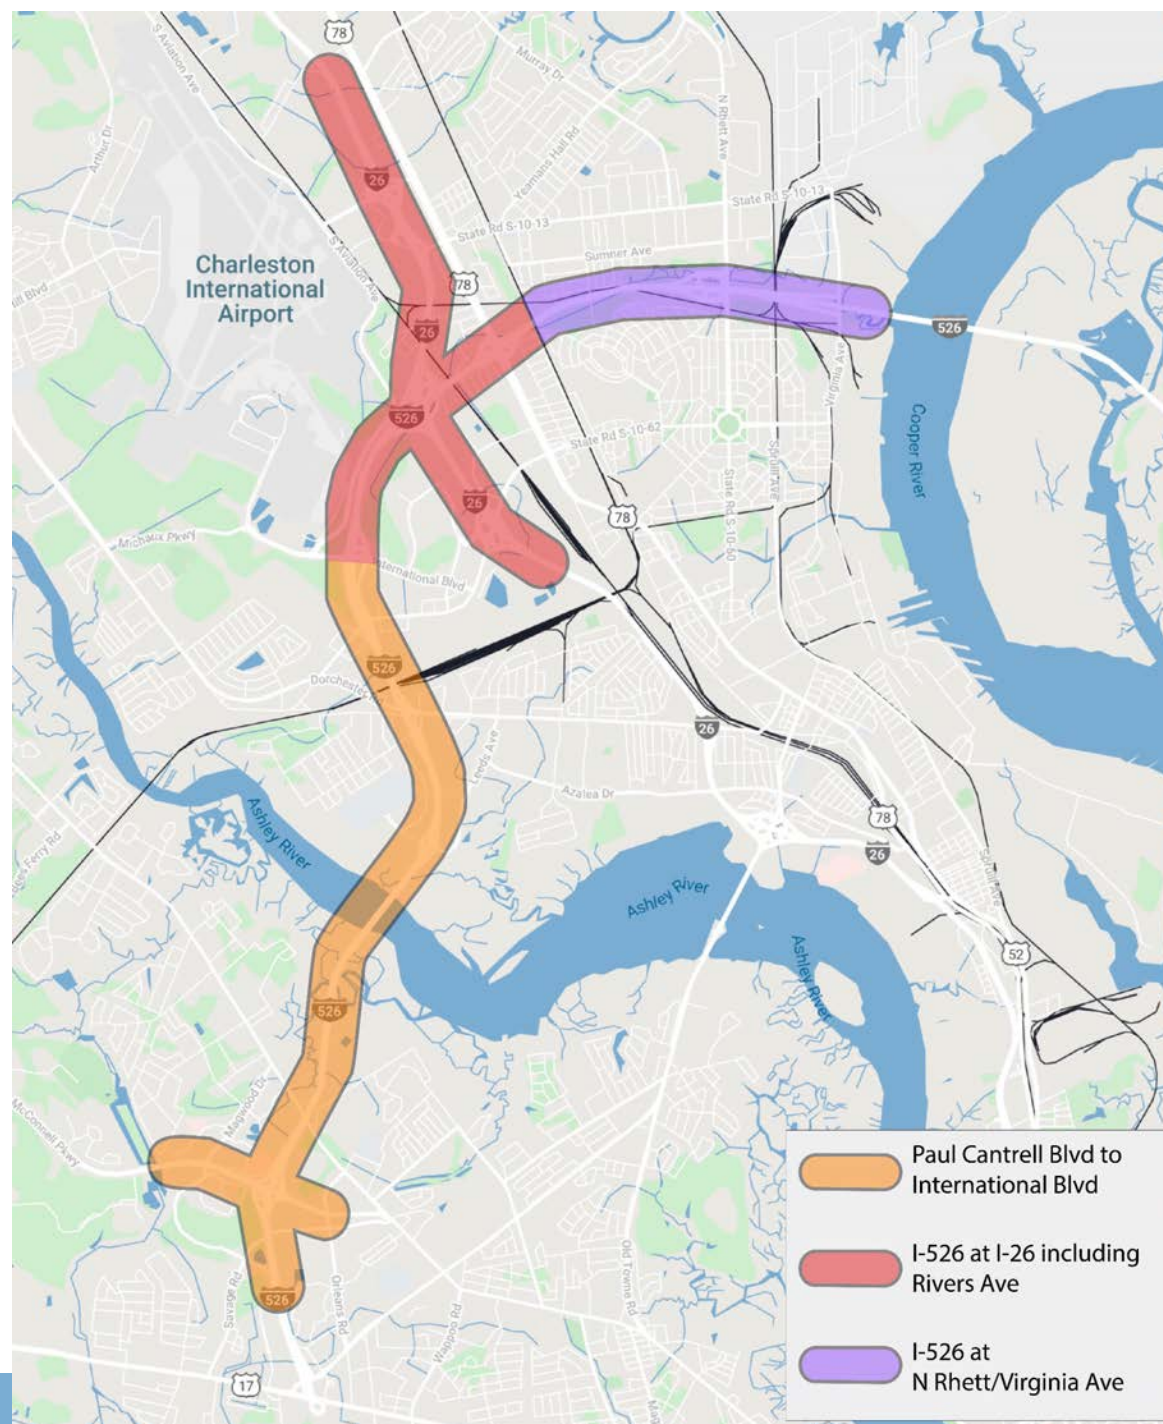 78
S Aviation Ave
Murray Dr
N Rhett Ave
Arthur Dr
Yeamans Hall Rd
26
State Rd S-10-13
State Rd S-10-13
Sumner Ave
S Aviation Ave
Charleston
International
Airport
78
26
526
Virginia Ave
526
Cooper River
State Rd S-10-62
Spruill Ave
State Rd S-10-60
26
78
Michaux Pkwy
International Blvd
526
Dorchester
26
Leeds Ave
Azalea Dr
78
26
Ashley River
Ashley River
Ashley River
Spruill Ave
52
Ferry Rd
526
Magwood Dr
McConnell Pkwy
526
Savage Rd
Orleans Rd
Wappoo Rd
Old Towne Rd
17
Paul Cantrell Blvd to
International Blvd
I-526 at I-26 including
Rivers Ave
I-526 at
N Rhett/Virginia Ave